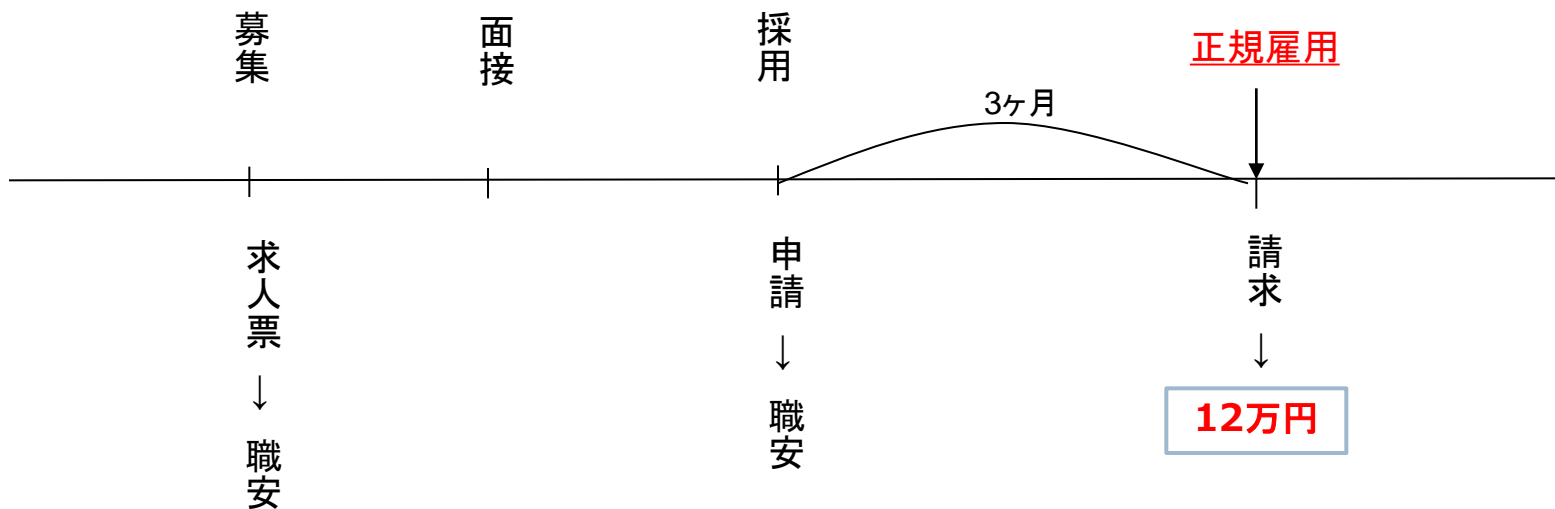 募集
面接
採用
正規雇用
3ヶ月
求人票 → 職安
申請 → 職安
請求 →
12万円